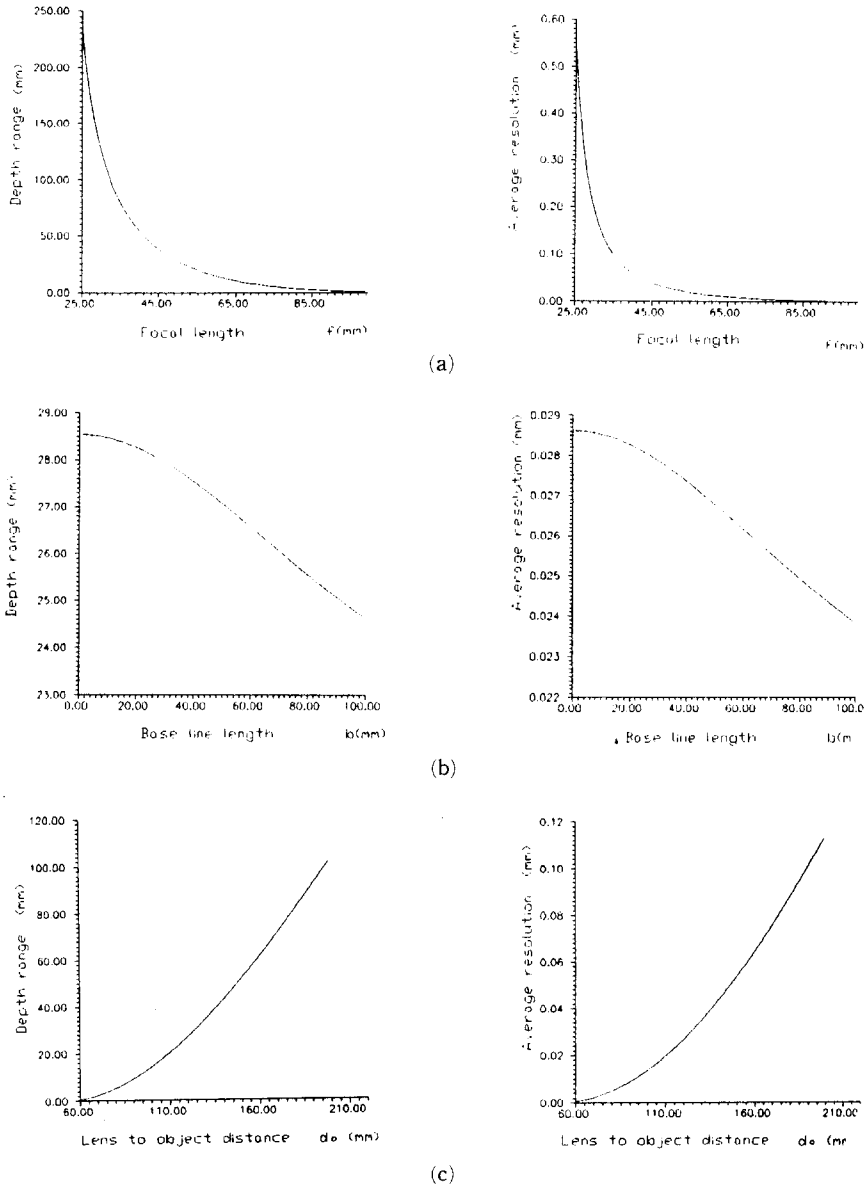 250.00
200.00
150.00
100.00
50.00
0.00
Depth range (mm)
25.00 45.00 65.00 85.00
Focal length f(mm)
0.60
0.50
0.40
0.30
0.20
0.10
0.00
Average resolution (mm)
25.00 45.00 65.00 85.00
Focal length f(mm)
(a)
29.00
28.00
27.00
26.00
25.00
24.00
23.00
Depth range (mm)
0.00 20.00 40.00 60.00 80.00 100.00
Base line length b(mm)
0.029
0.028
0.027
0.026
0.025
0.024
0.023
0.022
Average resolution (mm)
0.00 20.00 40.00 60.00 80.00 100.0
Base line length b(m
(b)
120.00
100.00
80.00
60.00
40.00
20.00
0.00
Depth range (mm)
60.00 110.00 160.00 210.00
Lens to object distance do (mm)
0.12
0.10
0.08
0.06
0.04
0.02
0.00
Average resolution (mm)
60.00 110.00 160.00 210.0
Lens to object distance do (mm
(c)